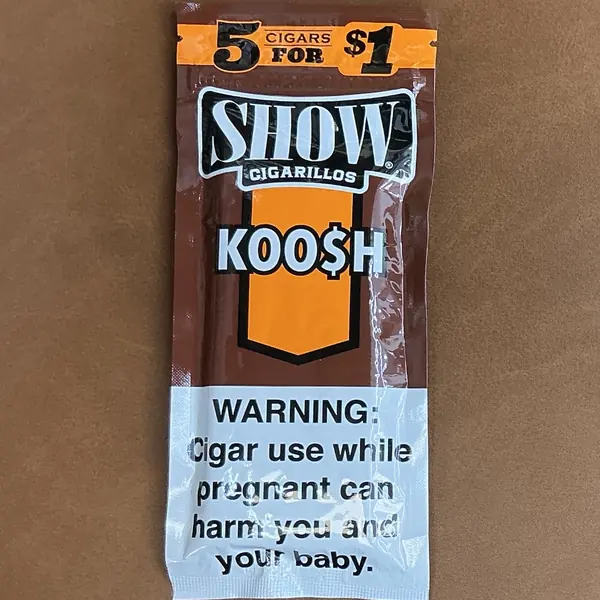 5 CIGARS FOR $1
SHOW®
CIGARILLOS
KOO$H
WARNING:
Cigar use while
pregnant can
harm you and
your baby.